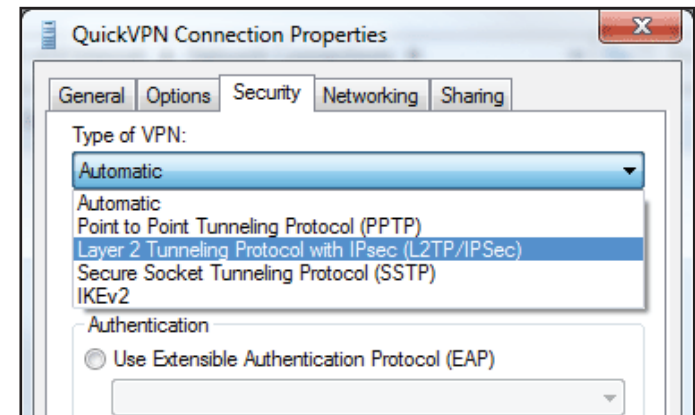 QuickVPN Connection Properties
General Options Security Networking Sharing
Type of VPN:
Automatic
Automatic
Point to Point Tunneling Protocol (PPTP)
Layer 2 Tunneling Protocol with IPsec (L2TP/IPSec)
Secure Socket Tunneling Protocol (SSTP)
IKEv2
Authentication
Use Extensible Authentication Protocol (EAP)